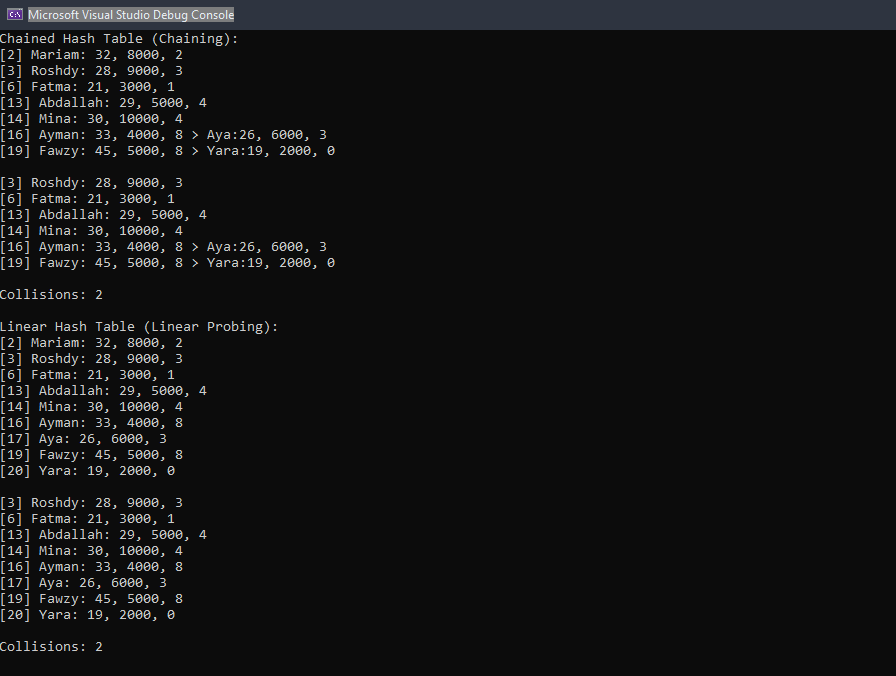 Microsoft Visual Studio Debug Console
Chained Hash Table (Chaining):
[2] Mariam: 32, 8000, 2
[3] Roshdy: 28, 9000, 3
[6] Fatma: 21, 3000, 1
[13] Abdallah: 29, 5000, 4
[14] Mina: 30, 10000, 4
[16] Ayman: 33, 4000, 8 > Aya:26, 6000, 3
[19] Fawzy: 45, 5000, 8 > Yara:19, 2000, 0
[3] Roshdy: 28, 9000, 3
[6] Fatma: 21, 3000, 1
[13] Abdallah: 29, 5000, 4
[14] Mina: 30, 10000, 4
[16] Ayman: 33, 4000, 8 > Aya:26, 6000, 3
[19] Fawzy: 45, 5000, 8 > Yara:19, 2000, 0
Collisions: 2
Linear Hash Table (Linear Probing):
[2] Mariam: 32, 8000, 2
[3] Roshdy: 28, 9000, 3
[6] Fatma: 21, 3000, 1
[13] Abdallah: 29, 5000, 4
[14] Mina: 30, 10000, 4
[16] Ayman: 33, 4000, 8
[17] Aya: 26, 6000, 3
[19] Fawzy: 45, 5000, 8
[20] Yara: 19, 2000, 0
[3] Roshdy: 28, 9000, 3
[6] Fatma: 21, 3000, 1
[13] Abdallah: 29, 5000, 4
[14] Mina: 30, 10000, 4
[16] Ayman: 33, 4000, 8
[17] Aya: 26, 6000, 3
[19] Fawzy: 45, 5000, 8
[20] Yara: 19, 2000, 0
Collisions: 2